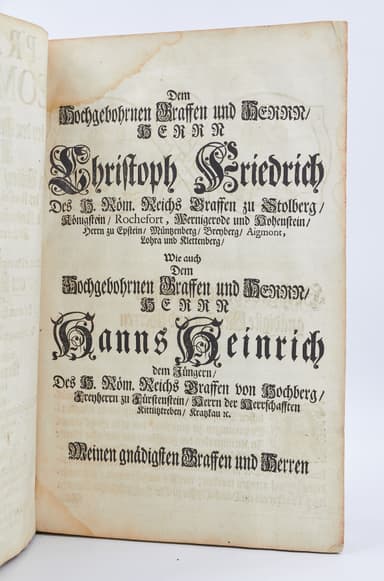 Dem
Hochgebohrnen Graffen und HERRN/
HERRN
Christoph Friedrich
Des H. Röm. Reichs Graffen zu Stolberg/
Königstein/ Rochefort, Wernigerode und Hohenstein/
Herrn zu Epstein/ Müntzenberg/ Breyberg/ Aigmont,
Lohra und Klettenberg/
Wie auch
Dem
Hochgebohrnen Graffen und HERRN/
HERRN
Hanns Heinrich
dem Jüngern/
Des H. Röm. Reichs Graffen von Hochberg/
Freyherrn zu Fürstenstein/ Herrn der Herrschafften
Kittlitztreben/ Kratzkau ꝛc.
Meinen gnädigsten Graffen und Herren